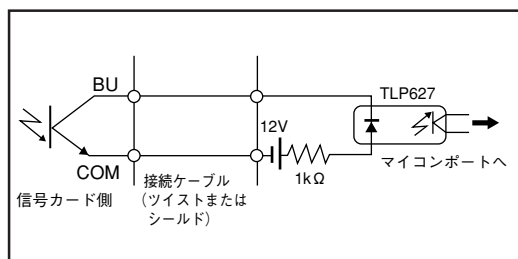 BU
TLP627
12V
COM
1kΩ
マイコンポートへ
信号カード側
接続ケーブル
（ツイストまたは
シールド）